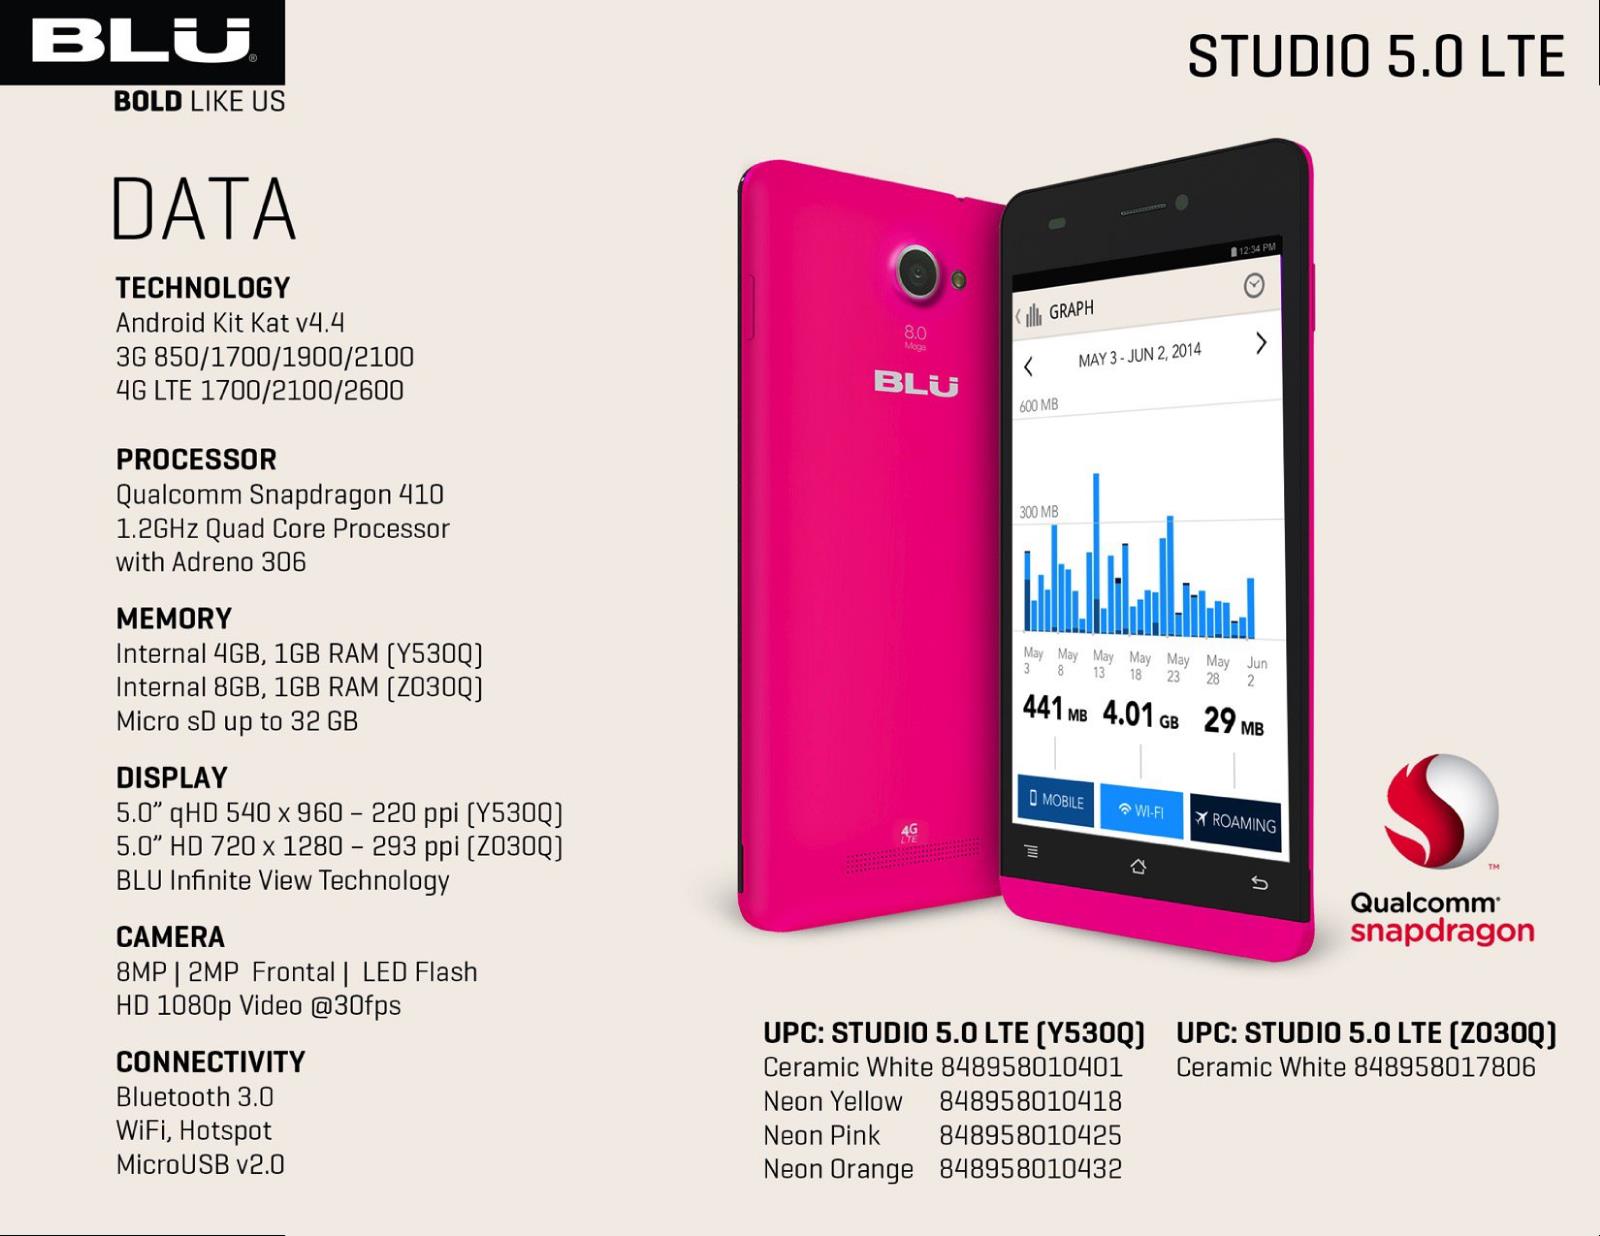 BLU®
BOLD LIKE US
STUDIO 5.0 LTE
DATA
TECHNOLOGY
Android Kit Kat v4.4
3G 850/1700/1900/2100
4G LTE 1700/2100/2600
PROCESSOR
Qualcomm Snapdragon 410
1.2GHz Quad Core Processor
with Adreno 306
MEMORY
Internal 4GB, 1GB RAM (Y530Q)
Internal 8GB, 1GB RAM (Z030Q)
Micro sD up to 32 GB
DISPLAY
5.0” qHD 540 x 960 – 220 ppi (Y530Q)
5.0” HD 720 x 1280 – 293 ppi (Z030Q)
BLU Infinite View Technology
CAMERA
8MP | 2MP Frontal | LED Flash
HD 1080p Video @30fps
CONNECTIVITY
Bluetooth 3.0
WiFi, Hotspot
MicroUSB v2.0
8.0
Mega
BLU
4G
LTE
12:34 PM
GRAPH
MAY 3 - JUN 2, 2014
600 MB
300 MB
May 3 May 8 May 13 May 18 May 23 May 28 Jun 2
441 MB 4.01 GB 29 MB
MOBILE WI-FI ROAMING
TM
Qualcomm®
snapdragon
UPC: STUDIO 5.0 LTE (Y530Q)
Ceramic White 848958010401
Neon Yellow 848958010418
Neon Pink 848958010425
Neon Orange 848958010432
UPC: STUDIO 5.0 LTE (Z030Q)
Ceramic White 848958017806